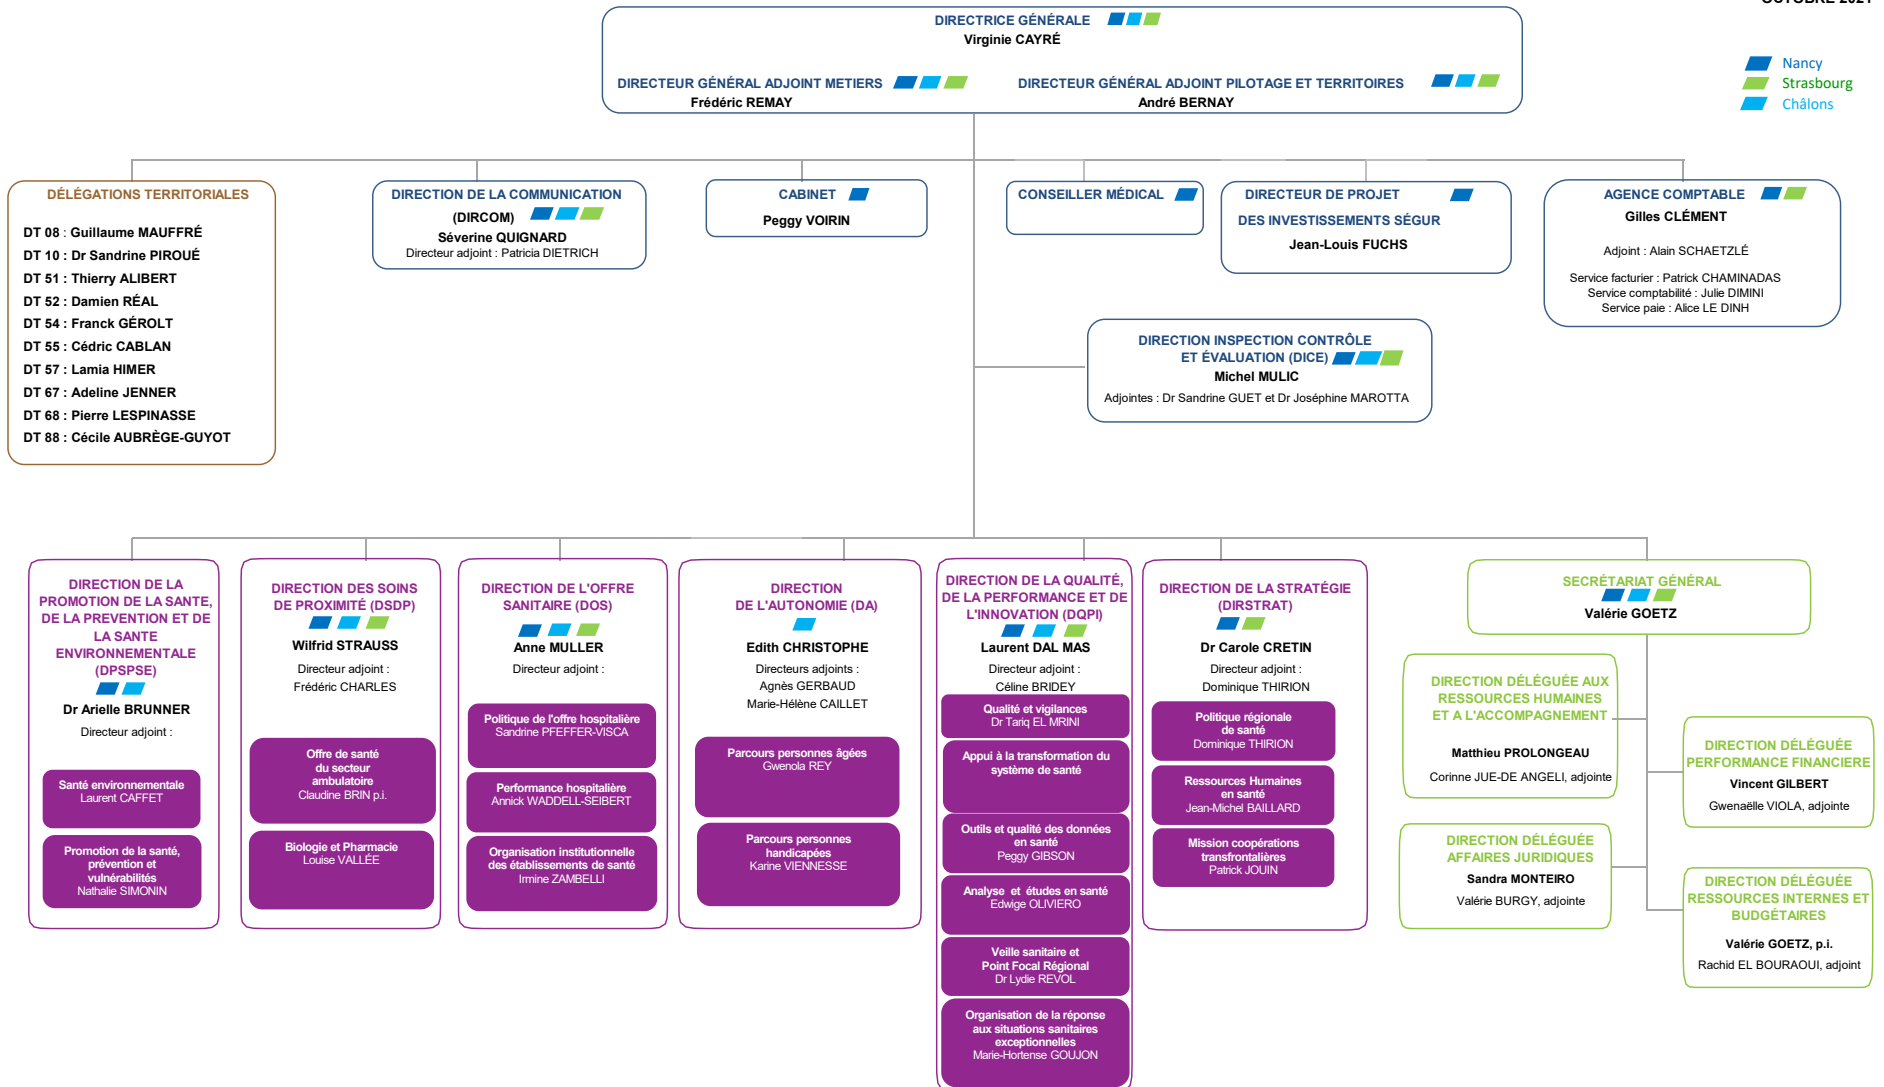 OCTOBRE 2021
DIRECTRICE GÉNÉRALE
Virginie CAYRÉ
DIRECTEUR GÉNÉRAL ADJOINT METIERS
Frédéric REMAY
DIRECTEUR GÉNÉRAL ADJOINT PILOTAGE ET TERRITOIRES
André BERNAY
Nancy
Strasbourg
Châlons
DÉLÉGATIONS TERRITORIALES
DT 08 : Guillaume MAUFFRÉ
DT 10 : Dr Sandrine PIROUÉ
DT 51 : Thierry ALIBERT
DT 52 : Damien RÉAL
DT 54 : Franck GÉROLT
DT 55 : Cédric CABLAN
DT 57 : Lamia HIMER
DT 67 : Adeline JENNER
DT 68 : Pierre LESPINASSE
DT 88 : Cécile AUBRÈGE-GUYOT
DIRECTION DE LA COMMUNICATION
(DIRCOM)
Séverine QUIGNARD
Directeur adjoint : Patricia DIETRICH
CABINET
Peggy VOIRIN
CONSEILLER MÉDICAL
DIRECTEUR DE PROJET
DES INVESTISSEMENTS SÉGUR
Jean-Louis FUCHS
AGENCE COMPTABLE
Gilles CLÉMENT
Adjoint : Alain SCHAETZLÉ
Service facturier : Patrick CHAMINADAS
Service comptabilité : Julie DIMINI
Service paie : Alice LE DINH
DIRECTION INSPECTION CONTRÔLE
ET ÉVALUATION (DICE)
Michel MULIC
Adjointes : Dr Sandrine GUET et Dr Joséphine MAROTTA
DIRECTION DE LA
PROMOTION DE LA SANTE,
DE LA PREVENTION ET DE
LA SANTE
ENVIRONNEMENTALE
(DPSPSE)
Dr Arielle BRUNNER
Directeur adjoint :
Santé environnementale
Laurent CAFFET
Promotion de la santé,
prévention et
vulnérabilités
Nathalie SIMONIN
DIRECTION DES SOINS
DE PROXIMITÉ (DSDP)
Wilfrid STRAUSS
Directeur adjoint :
Frédéric CHARLES
Offre de santé
du secteur
ambulatoire
Claudine BRIN p.i.
Biologie et Pharmacie
Louise VALLÉE
DIRECTION DE L'OFFRE
SANITAIRE (DOS)
Anne MULLER
Directeur adjoint :
Politique de l'offre hospitalière
Sandrine PFEFFER-VISCA
Performance hospitalière
Annick WADDELL-SEIBERT
Organisation institutionnelle
des établissements de santé
Irmine ZAMBELLI
DIRECTION
DE L'AUTONOMIE (DA)
Edith CHRISTOPHE
Directeurs adjoints :
Agnès GERBAUD
Marie-Hélène CAILLET
Parcours personnes âgées
Gwenola REY
Parcours personnes
handicapées
Karine VIENNESSE
DIRECTION DE LA QUALITÉ,
DE LA PERFORMANCE ET DE
L'INNOVATION (DQPI)
Laurent DAL MAS
Directeur adjoint :
Céline BRIDEY
Qualité et vigilances
Dr Tariq EL MRINI
Appui à la transformation du
système de santé
Outils et qualité des données
en santé
Peggy GIBSON
Analyse et études en santé
Edwige OLIVIERO
Veille sanitaire et
Point Focal Régional
Dr Lydie REVOL
Organisation de la réponse
aux situations sanitaires
exceptionnelles
Marie-Hortense GOUJON
DIRECTION DE LA STRATÉGIE
(DIRSTRAT)
Dr Carole CRETIN
Directeur adjoint :
Dominique THIRION
Politique régionale
de santé
Dominique THIRION
Ressources Humaines
en santé
Jean-Michel BAILLARD
Mission coopérations
transfrontalières
Patrick JOUIN
SECRÉTARIAT GÉNÉRAL
Valérie GOETZ
DIRECTION DÉLÉGUÉE AUX
RESSOURCES HUMAINES
ET A L'ACCOMPAGNEMENT
Matthieu PROLONGEAU
Corinne JUE-DE ANGELI, adjointe
DIRECTION DÉLÉGUÉE
PERFORMANCE FINANCIERE
Vincent GILBERT
Gwenaëlle VIOLA, adjointe
DIRECTION DÉLÉGUÉE
AFFAIRES JURIDIQUES
Sandra MONTEIRO
Valérie BURGY, adjointe
DIRECTION DÉLÉGUÉE
RESSOURCES INTERNES ET
BUDGÉTAIRES
Valérie GOETZ, p.i.
Rachid EL BOURAOUI, adjoint